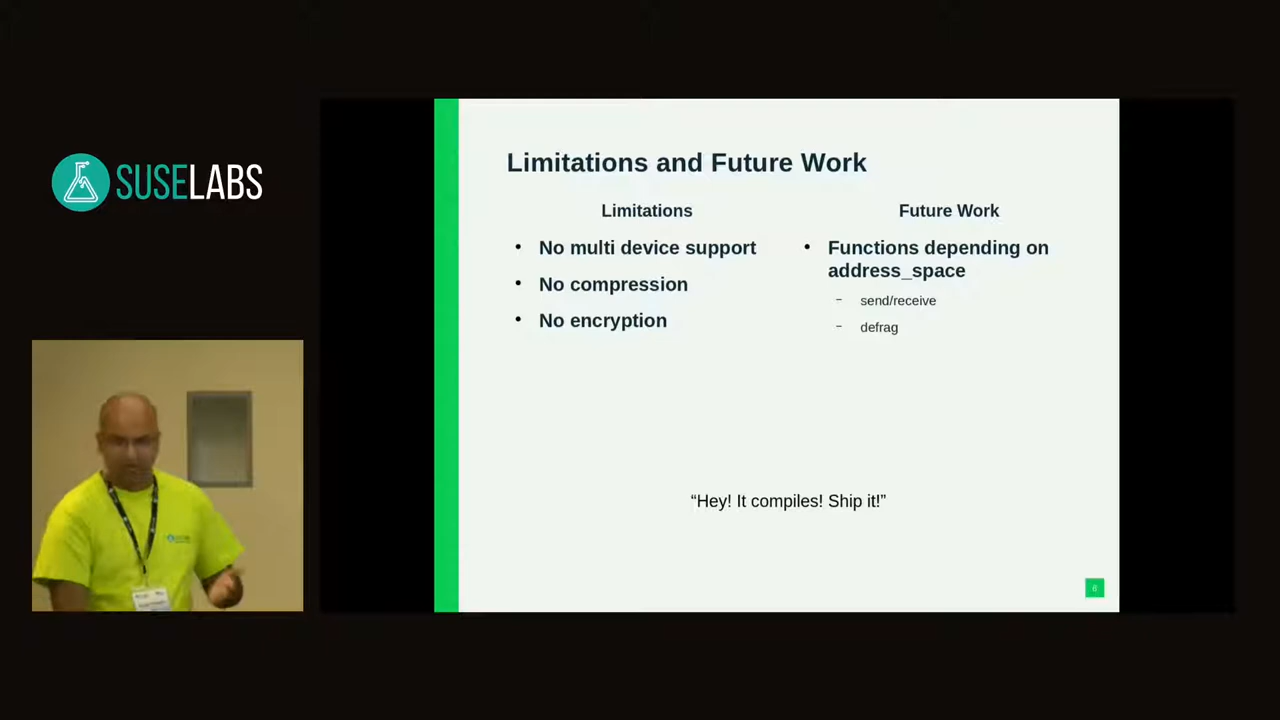 SUSELABS
Limitations and Future Work
Limitations
• No multi device support
• No compression
• No encryption
Future Work
• Functions depending on
address_space
– send/receive
– defrag
“Hey! It compiles! Ship it!”